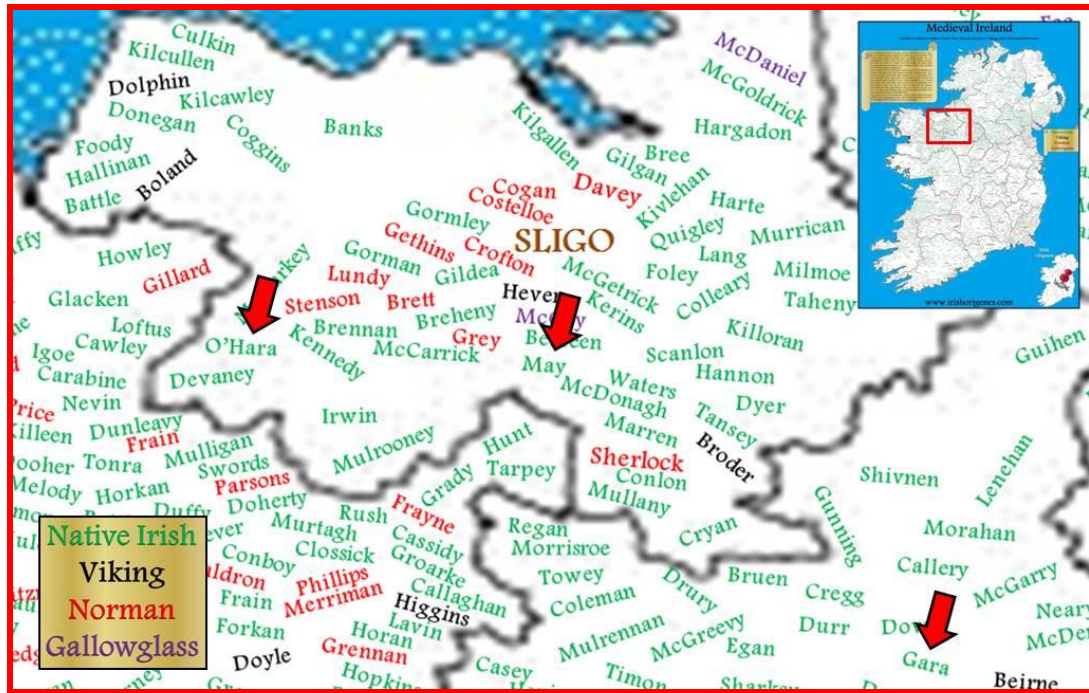 Culkin
Kilcullen
Dolphin
Kilcawley
Donegan
Coggins
Banks
Foody
Hallinan
Boland
Battle
McDaniel
McGoldrick
Hargadon
Kilgallen
Bree
Gilgan
Kivlehan
Harte
Quigley
Murrican
Lang
Milmoe
Foley
Colleary
Taheny
Cogan
Costelloe
Davey
Gormley
Gethins
Crofton
SLIGO
Gorman
Gildea
McGetrick
Kerins
Howley
Gillard
Lundy
Stenson
Brett
Breheny
Glacken
Loftus
Cawley
Igoe
O'Hara
Brennan
Kennedy
McCarrick
Grey
Killoran
Guihen
Carabine
Devaney
May
McDonagh
Waters
Scanlon
Hannon
Dyer
Nevin
Dunleavy
Irwin
Marren
Tansey
Frain
Mulligan
Mulrooney
Hunt
Sherlock
Broder
Tonra
Swords
Parsons
Grady
Tarpey
Conlon
Mullany
Shivnen
Lenehan
Melody
Horkan
Duffy
Doherty
Rush
Frayne
Regan
Cryan
Gunning
Morahan
Murtagh
Cassidy
Morrisroe
Conboy
Clossick
Groarke
Towey
Drury
Bruen
Callery
McGarry
Phillips
Merriman
Callaghan
Coleman
Cregg
Frain
Higgins
Lavin
Mulrennan
McGreevy
Durr
Forkan
Horan
Egan
Gara
Doyle
Grennan
Casey
Timon
Sharkey
Beirne
Native Irish
Viking
Norman
Gallowglass
Medieval Ireland
www.irishorigenes.com